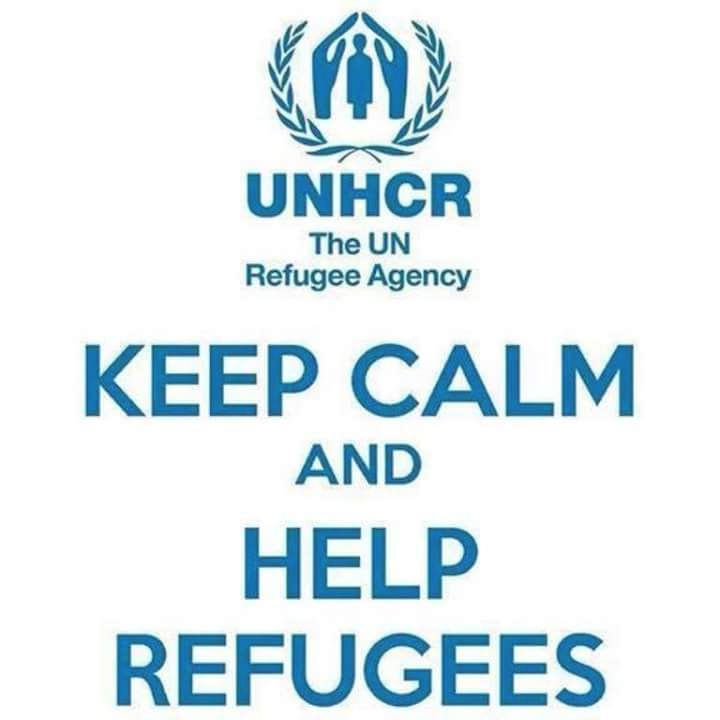 UNHCR
The UN
Refugee Agency
KEEP CALM
AND
HELP
REFUGEES